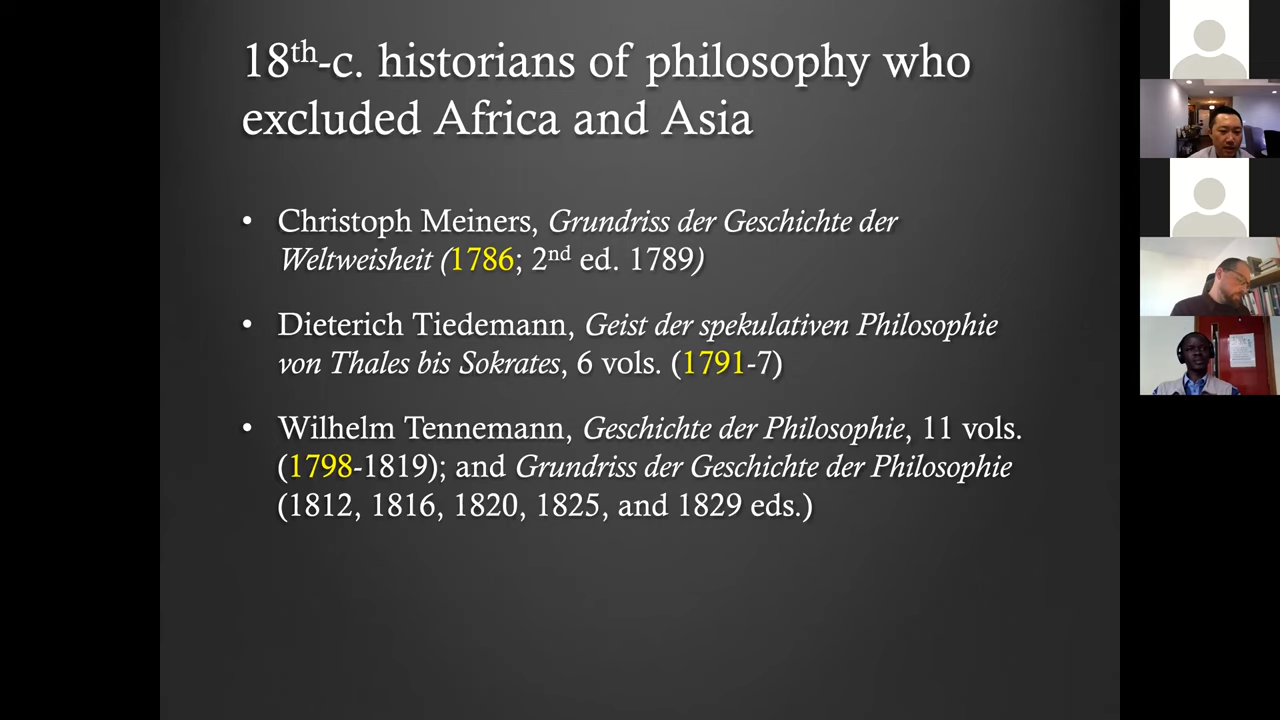 18th-c. historians of philosophy who
excluded Africa and Asia
• Christoph Meiners, Grundriss der Geschichte der
Weltweisheit (1786; 2nd ed. 1789)
• Dieterich Tiedemann, Geist der spekulativen Philosophie
von Thales bis Sokrates, 6 vols. (1791-7)
• Wilhelm Tennemann, Geschichte der Philosophie, 11 vols.
(1798-1819); and Grundriss der Geschichte der Philosophie
(1812, 1816, 1820, 1825, and 1829 eds.)